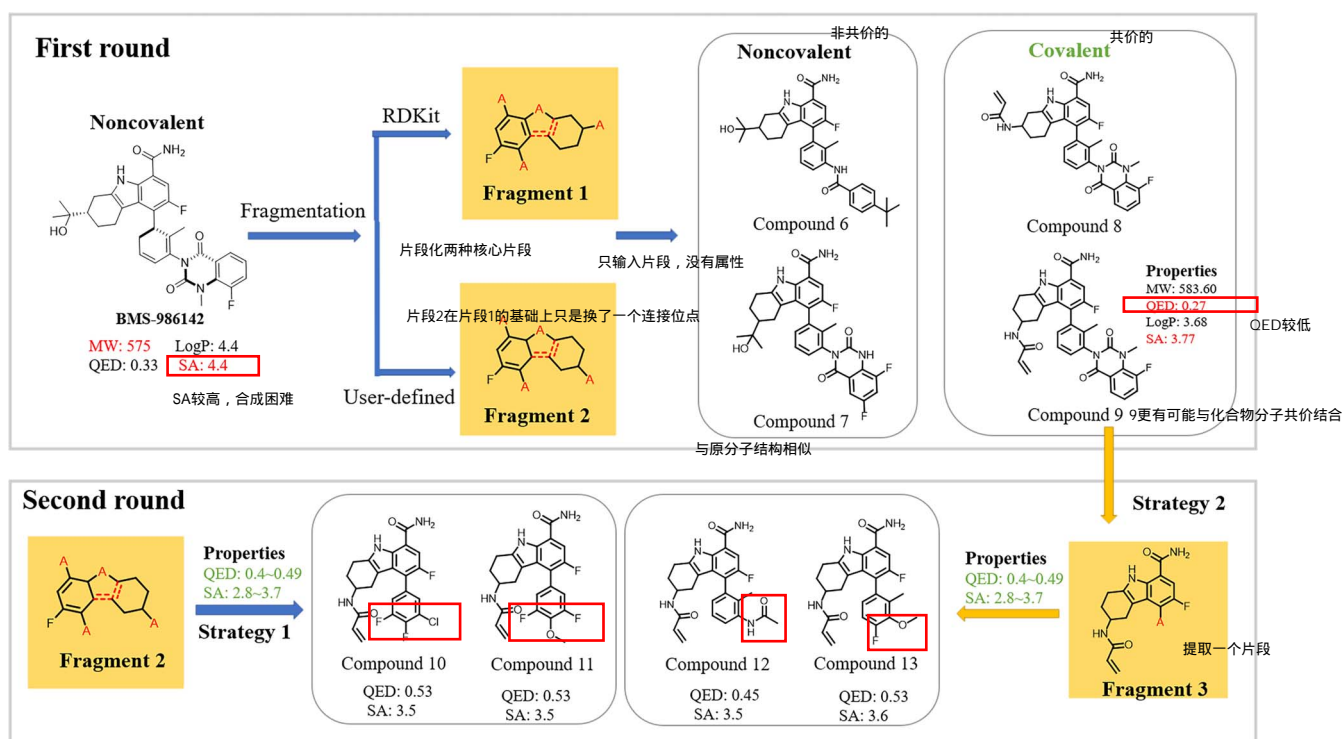 First round
Noncovalent
BMS-986142
MW: 575 LogP: 4.4
QED: 0.33 SA: 4.4
SA较高，合成困难
Fragmentation
RDKit
User-defined
Fragment 1
片段化两种核心片段
片段2在片段1的基础上只是换了一个连接位点
Fragment 2
只输入片段，没有属性
非共价的
Noncovalent
Compound 6
Compound 7
与原分子结构相似
共价的
Covalent
Compound 8
Properties
MW: 583.60
QED: 0.27
LogP: 3.68
SA: 3.77
QED较低
Compound 9
9更有可能与化合物分子共价结合
Strategy 2
Second round
Fragment 2
Properties
QED: 0.4~0.49
SA: 2.8~3.7
Strategy 1
Compound 10
QED: 0.53
SA: 3.5
Compound 11
QED: 0.53
SA: 3.5
Compound 12
QED: 0.45
SA: 3.5
Compound 13
QED: 0.53
SA: 3.6
Properties
QED: 0.4~0.49
SA: 2.8~3.7
提取一个片段
Fragment 3